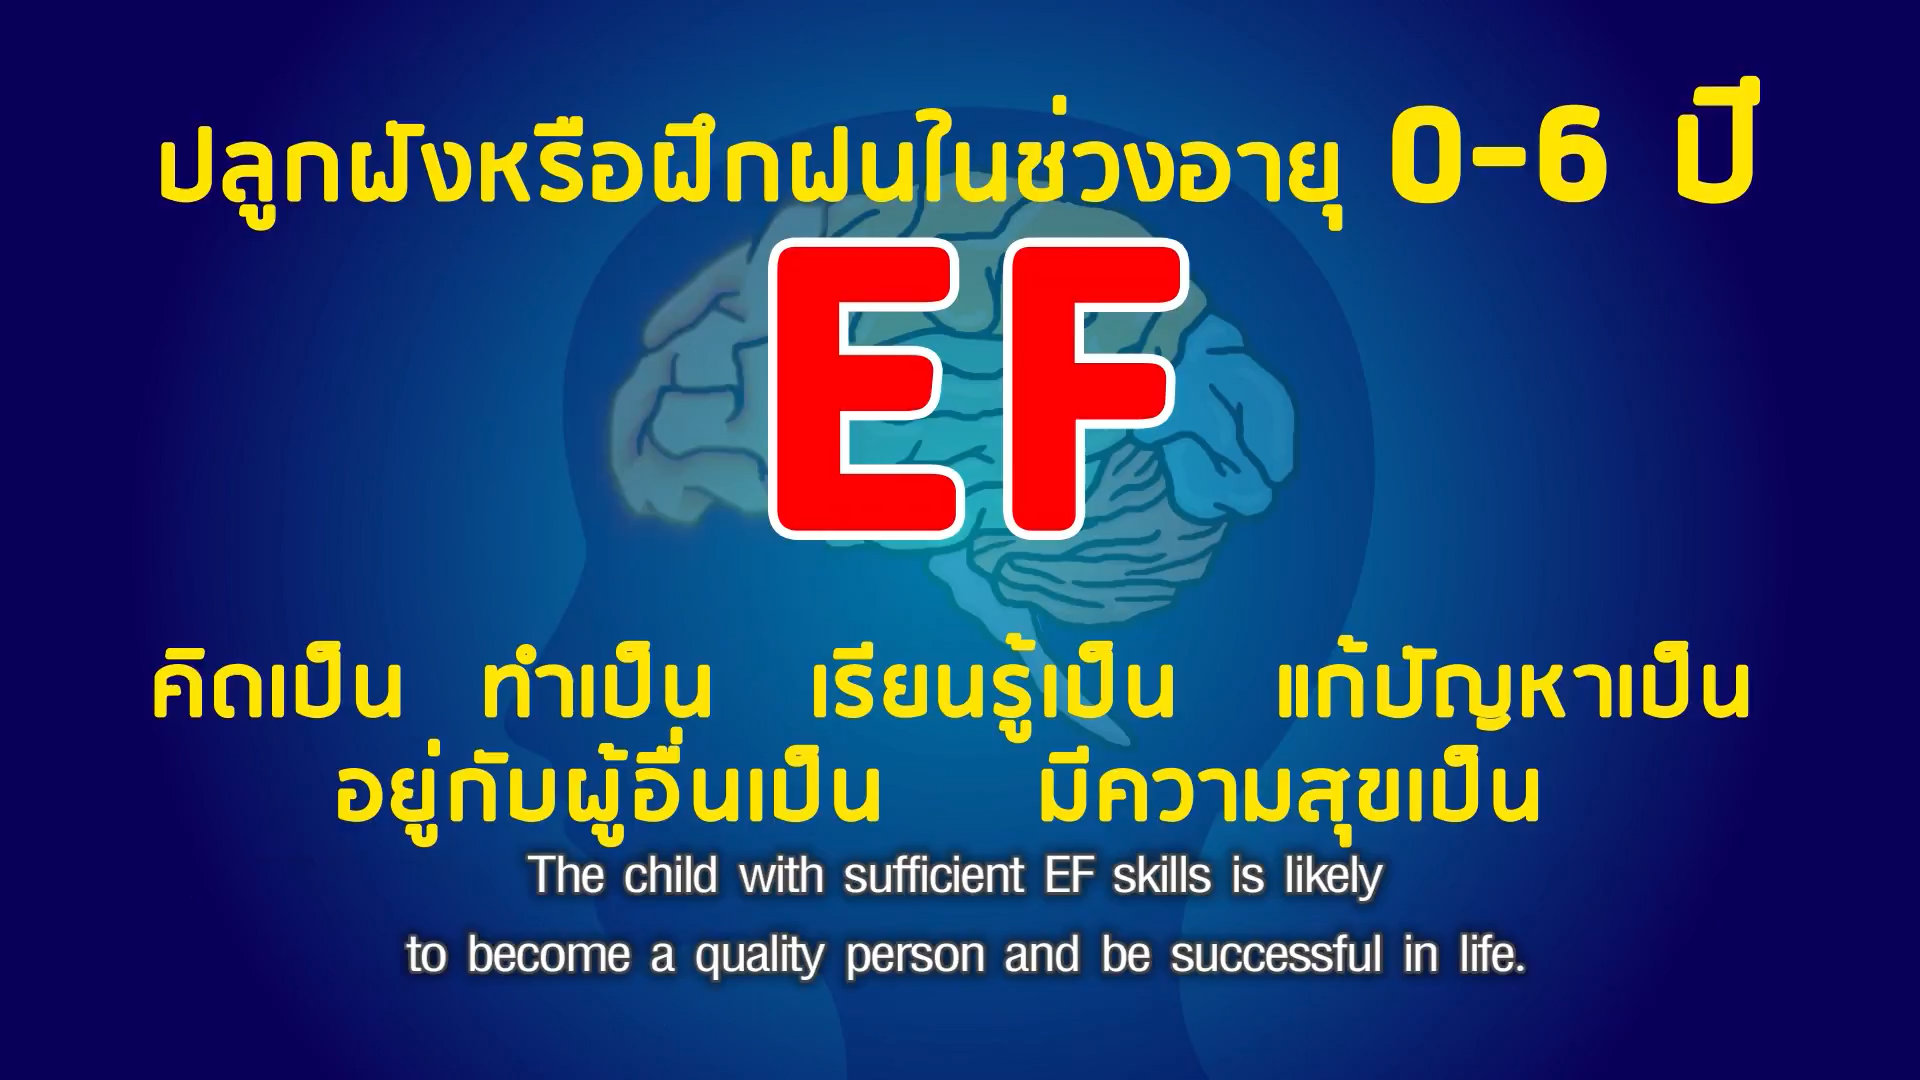 ปลูกฝังหรือฝึกฝนในช่วงอายุ 0-6 ปี
EF
คิดเป็น ทำเป็น เรียนรู้เป็น แก้ปัญหาเป็น
อยู่กับผู้อื่นเป็น มีความสุขเป็น
The child with sufficient EF skills is likely
to become a quality person and be successful in life.